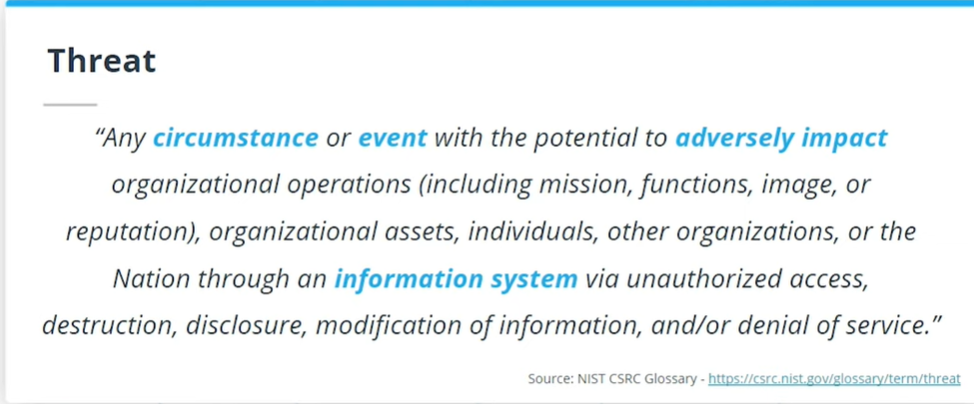 Threat
“Any circumstance or event with the potential to adversely impact
organizational operations (including mission, functions, image, or
reputation), organizational assets, individuals, other organizations, or the
Nation through an information system via unauthorized access,
destruction, disclosure, modification of information, and/or denial of service.”
Source: NIST CSRC Glossary - https://csrc.nist.gov/glossary/term/threat